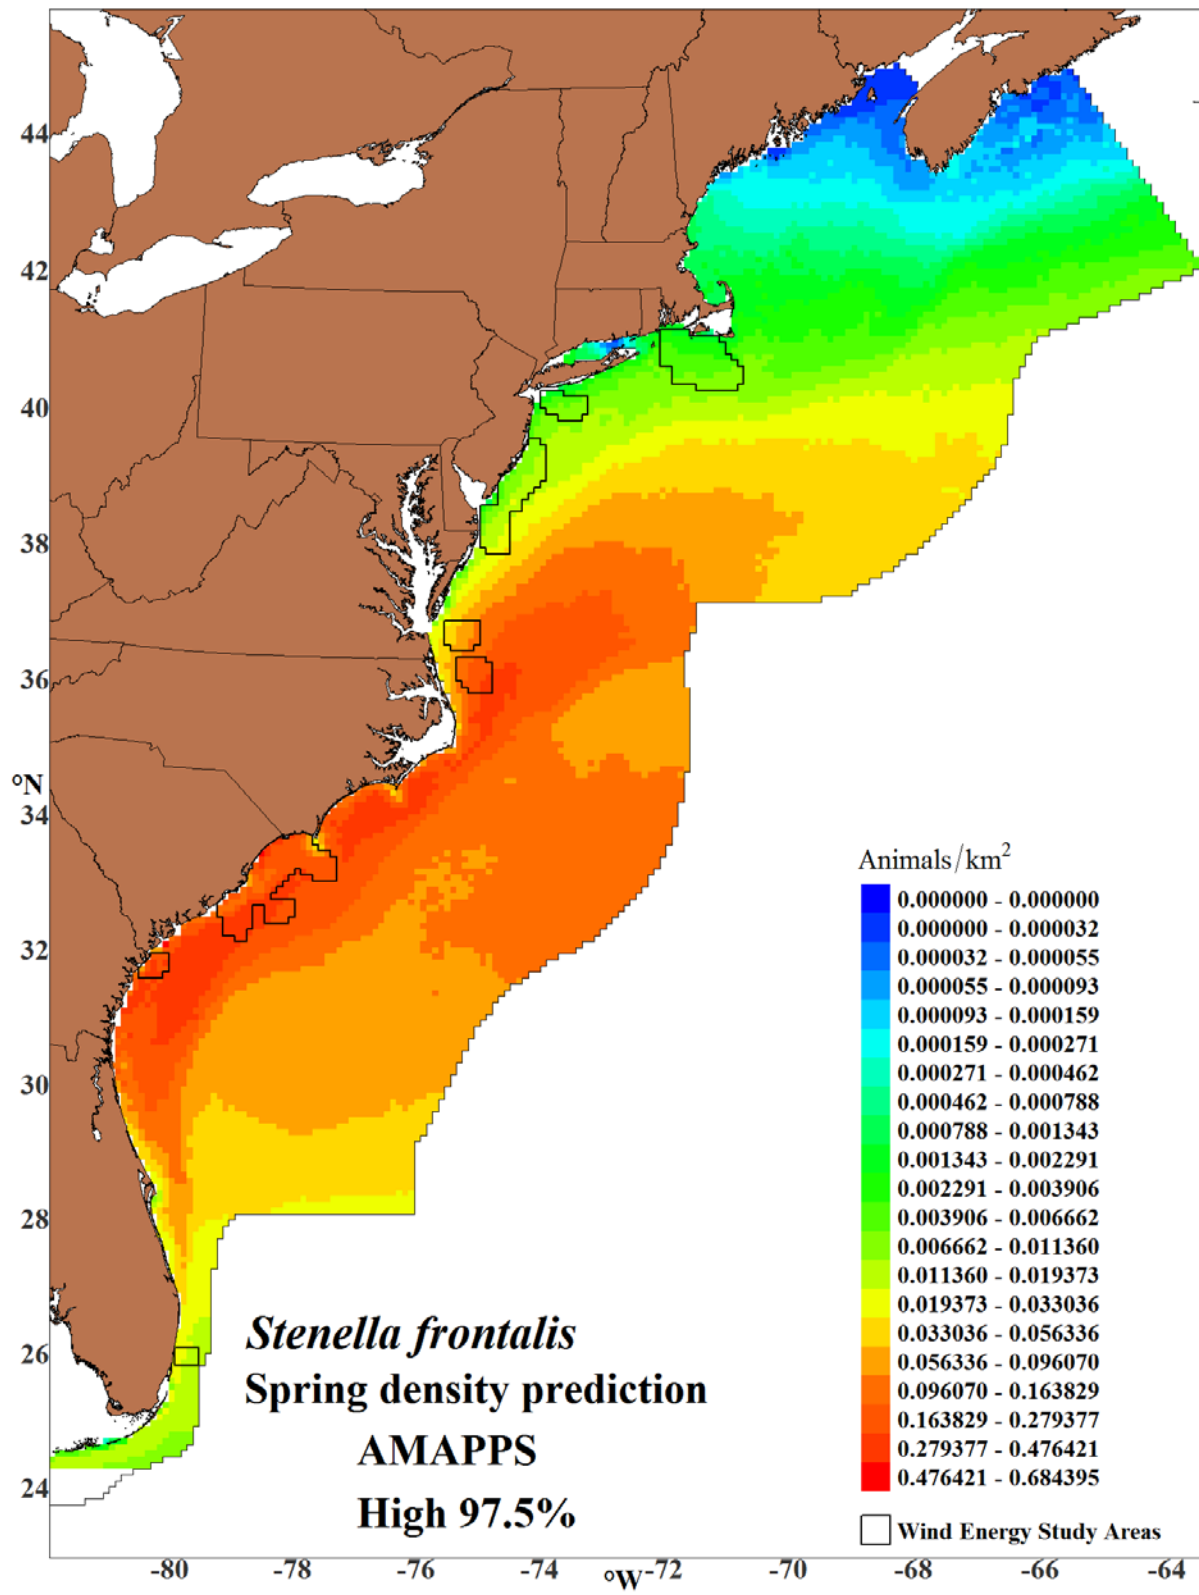 44
42
40
38
36
°N
34
32
30
28
26
24
Animals/km²
0.000000 - 0.000000
0.000000 - 0.000032
0.000032 - 0.000055
0.000055 - 0.000093
0.000093 - 0.000159
0.000159 - 0.000271
0.000271 - 0.000462
0.000462 - 0.000788
0.000788 - 0.001343
0.001343 - 0.002291
0.002291 - 0.003906
0.003906 - 0.006662
0.006662 - 0.011360
0.011360 - 0.019373
0.019373 - 0.033036
0.033036 - 0.056336
0.056336 - 0.096070
0.096070 - 0.163829
0.163829 - 0.279377
0.279377 - 0.476421
0.476421 - 0.684395
Wind Energy Study Areas
Stenella frontalis
Spring density prediction
AMAPPS
High 97.5%
-80 -78 -76 -74 °W -72 -70 -68 -66 -64